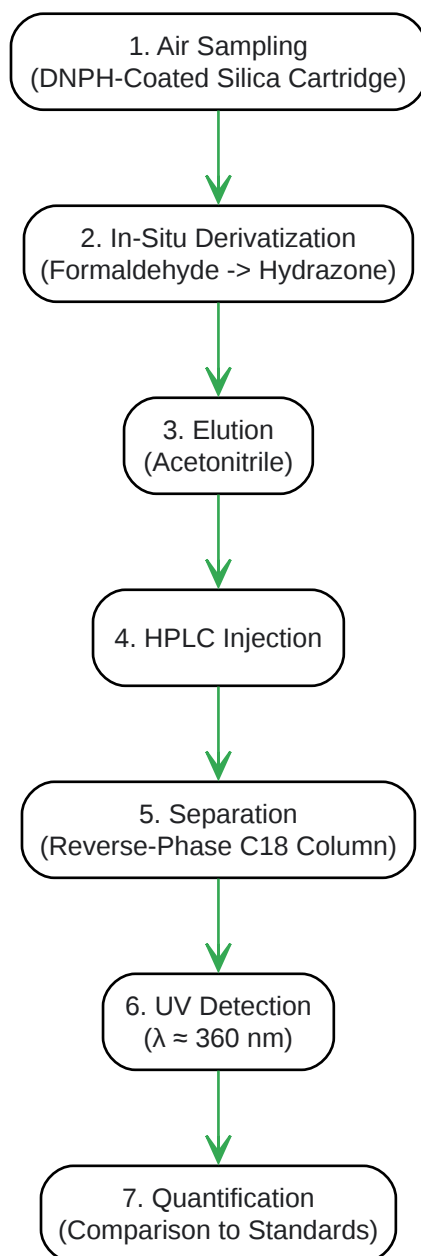 1. Air Sampling
(DNPH-Coated Silica Cartridge)
2. In-Situ Derivatization
(Formaldehyde -> Hydrazone)
3. Elution
(Acetonitrile)
4. HPLC Injection
5. Separation
(Reverse-Phase C18 Column)
6. UV Detection
(λ ≈ 360 nm)
7. Quantification
(Comparison to Standards)